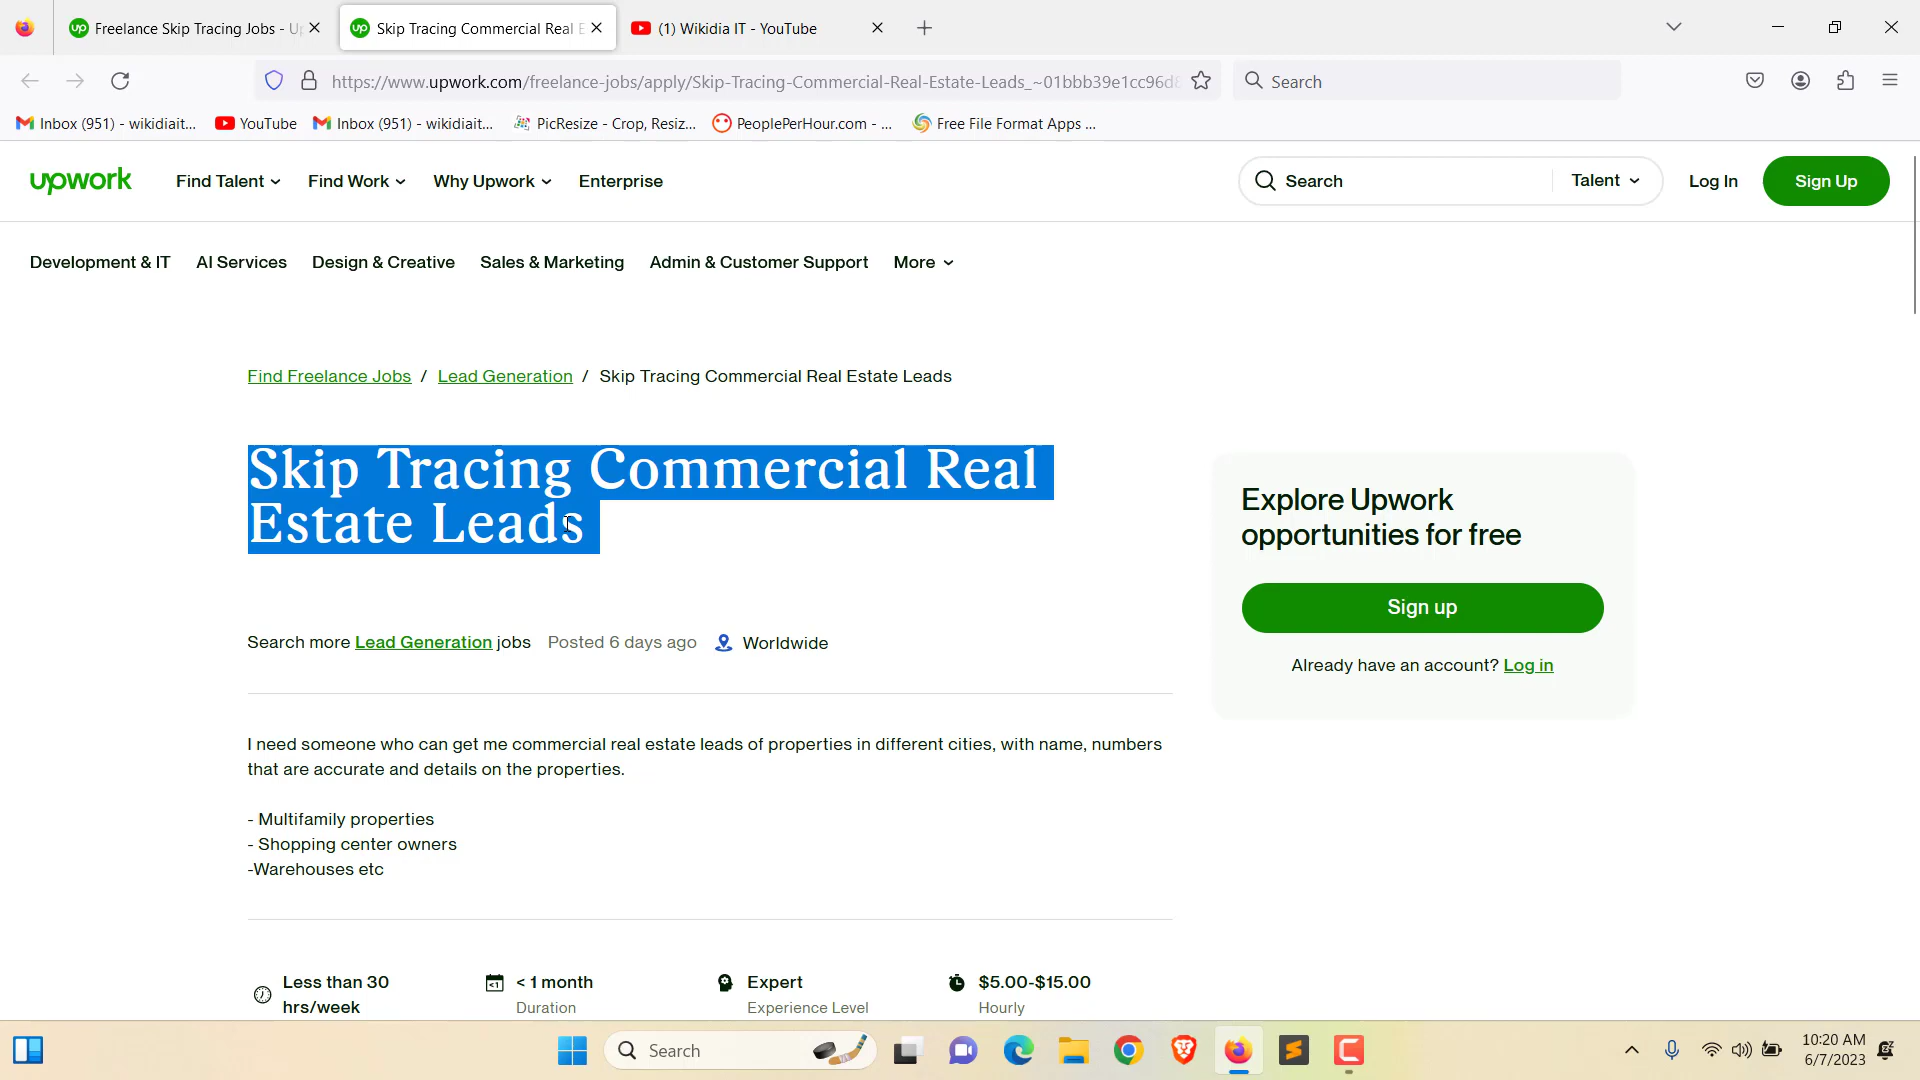 Freelance Skip Tracing Jobs - U
Skip Tracing Commercial Real E
(1) Wikidia IT - YouTube
https://www.upwork.com/freelance-jobs/apply/Skip-Tracing-Commercial-Real-Estate-Leads_~01bbb39e1cc96d8
Search
Inbox (951) - wikidiait...
YouTube
Inbox (951) - wikidiait...
PicResize - Crop, Resiz...
PeoplePerHour.com - ...
Free File Format Apps ...
upwork
Find Talent
Find Work
Why Upwork
Enterprise
Search
Talent
Log In
Sign Up
Development & IT
AI Services
Design & Creative
Sales & Marketing
Admin & Customer Support
More
Find Freelance Jobs / Lead Generation / Skip Tracing Commercial Real Estate Leads
Skip Tracing Commercial Real
Estate Leads
Search more Lead Generation jobs Posted 6 days ago Worldwide
Explore Upwork
opportunities for free
Sign up
Already have an account? Log in
I need someone who can get me commercial real estate leads of properties in different cities, with name, numbers
that are accurate and details on the properties.
- Multifamily properties
- Shopping center owners
-Warehouses etc
Less than 30
hrs/week
< 1 month
Duration
Expert
Experience Level
$5.00-$15.00
Hourly
Search
10:20 AM
6/7/2023